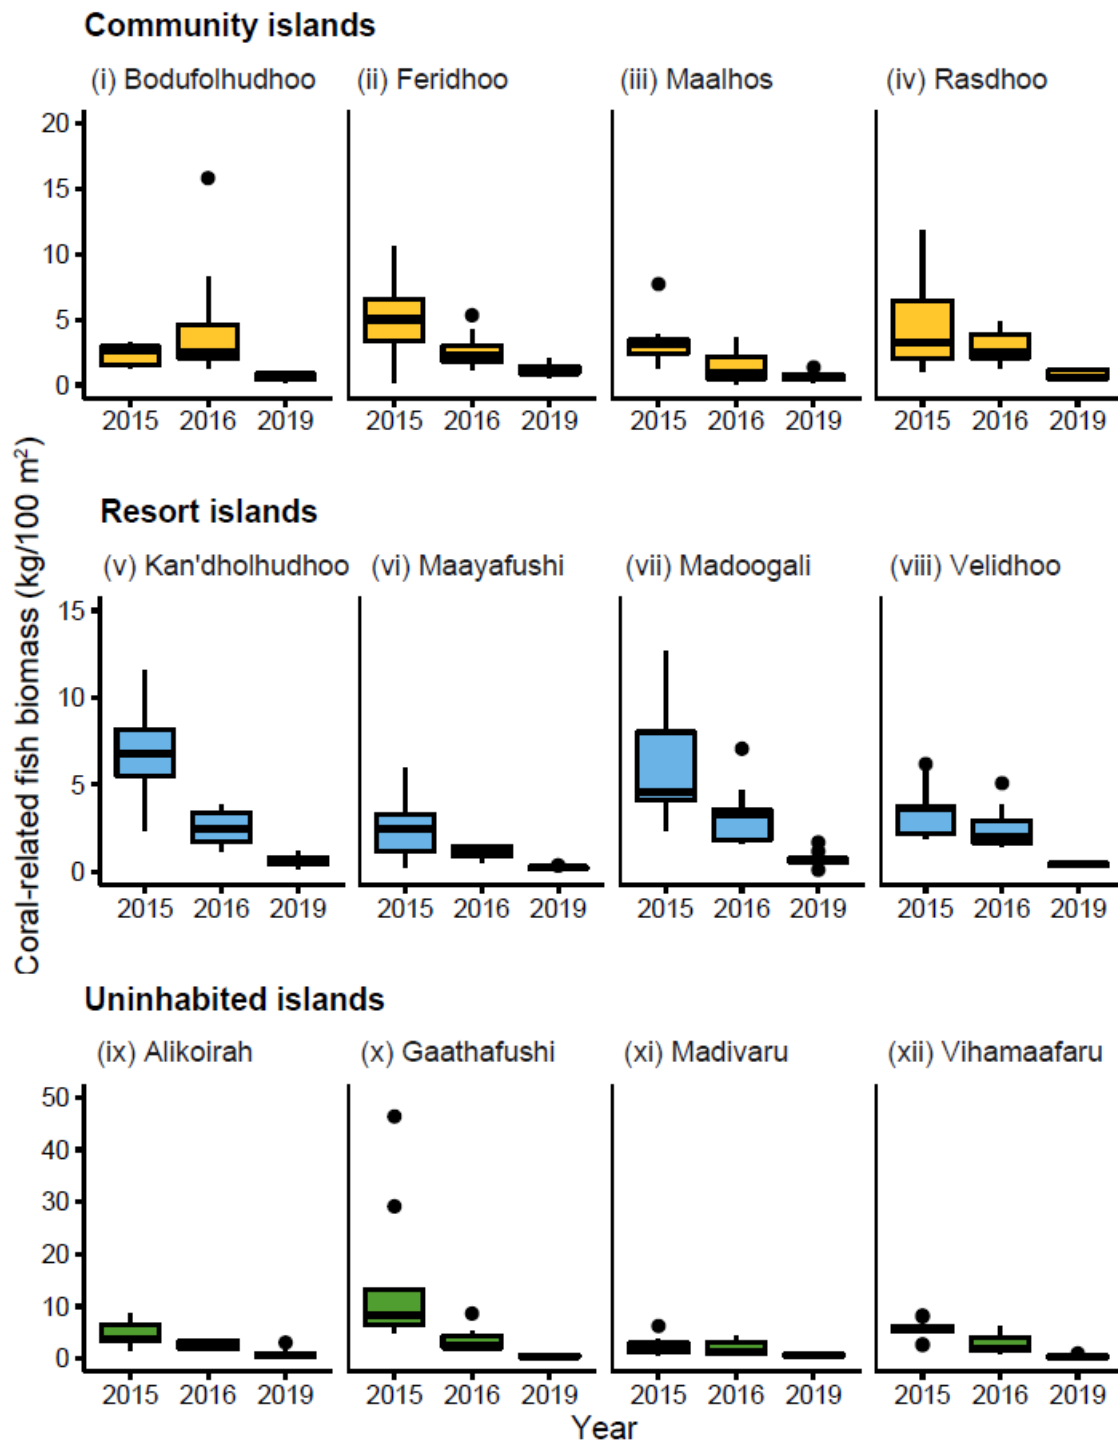 Community islands
(i) Bodufolhudhoo (ii) Feridhoo (iii) Maalhos (iv) Rasdhoo
20
15
10
5
0
2015 2016 2019 2015 2016 2019 2015 2016 2019 2015 2016 2019
Coral-related fish biomass (kg/100 m²)
Resort islands
(v) Kan'dholhudhoo (vi) Maayafushi (vii) Madoogali (viii) Velidhoo
15
10
5
0
2015 2016 2019 2015 2016 2019 2015 2016 2019 2015 2016 2019
Uninhabited islands
(ix) Alikoirah (x) Gaathafushi (xi) Madivaru (xii) Vihamaafaru
50
40
30
20
10
0
2015 2016 2019 2015 2016 2019 2015 2016 2019 2015 2016 2019
Year